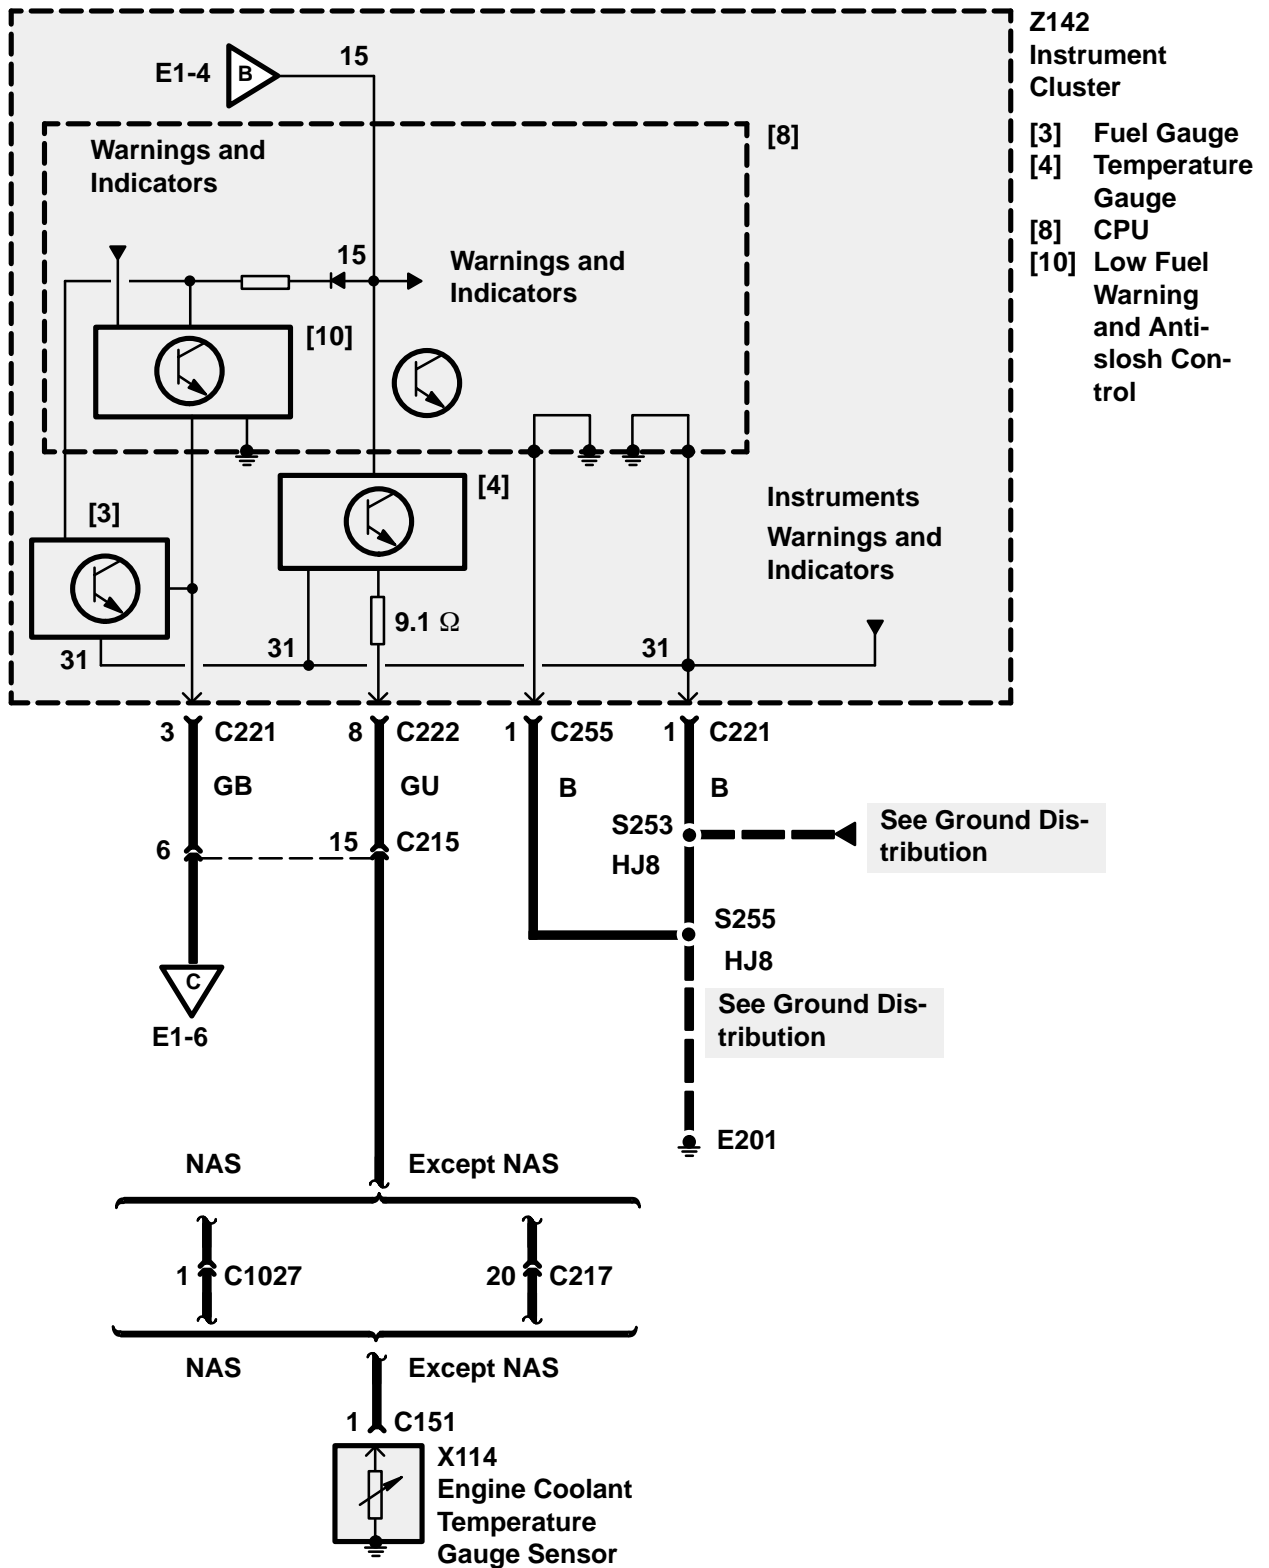 Z142
Instrument
Cluster
[3] Fuel Gauge
[4] Temperature
Gauge
[8] CPU
[10] Low Fuel
Warning
and Anti-
slosh Con-
trol
E1-4
B
15
[8]
Warnings and
Indicators
15
Warnings and
Indicators
[10]
[4]
[3]
Instruments
Warnings and
Indicators
9.1 Ω
31
31
31
3 C221
8 C222
1 C255
1 C221
GB
GU
B
B
6
15 C215
S253
HJ8
See Ground Dis-
tribution
S255
HJ8
C
E1-6
See Ground Dis-
tribution
E201
NAS
Except NAS
1 C1027
20 C217
NAS
Except NAS
1 C151
X114
Engine Coolant
Temperature
Gauge Sensor